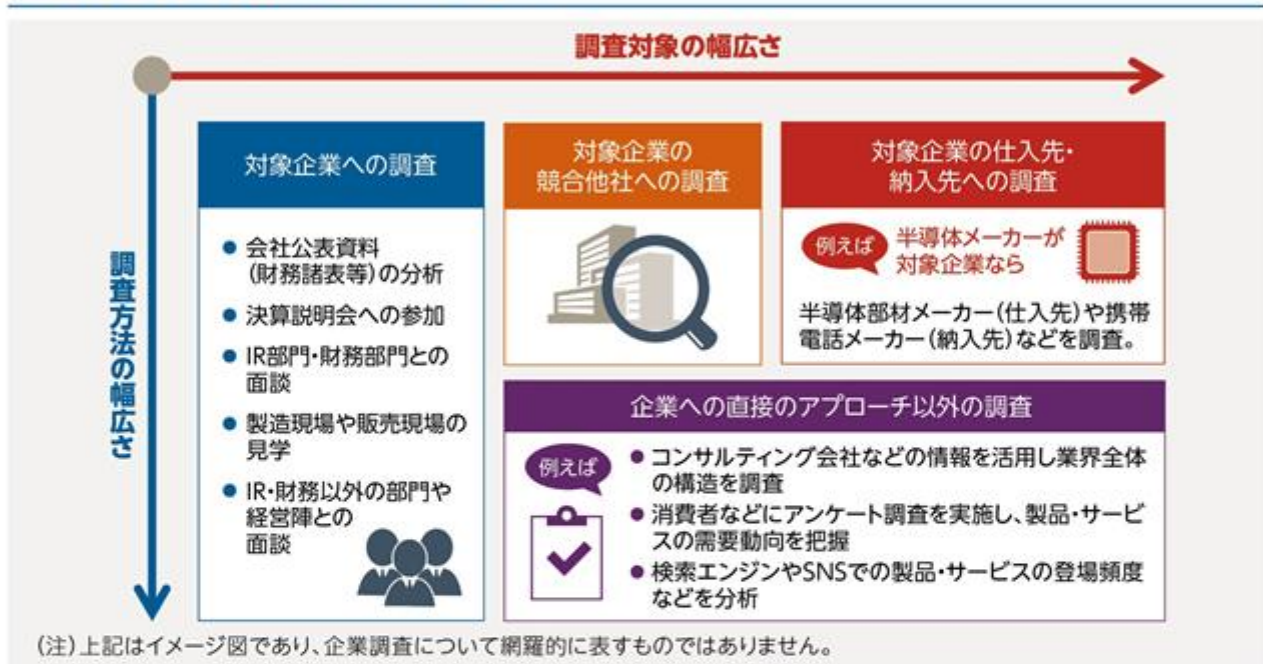 調査対象の幅広さ
調査方法の幅広さ
対象企業への調査
● 会社公表資料
(財務諸表等)の分析
● 決算説明会への参加
● IR部門・財務部門との
面談
● 製造現場や販売現場の
見学
● IR・財務以外の部門や
経営陣との
面談
対象企業の
競合他社への調査
対象企業の仕入先・
納入先への調査
例えば
半導体メーカーが
対象企業なら
半導体部材メーカー(仕入先)や携帯
電話メーカー(納入先)などを調査。
企業への直接のアプローチ以外の調査
例えば
● コンサルティング会社などの情報を活用し業界全体
の構造を調査
● 消費者などにアンケート調査を実施し、製品・サービ
スの需要動向を把握
● 検索エンジンやSNSでの製品・サービスの登場頻度
などを分析
(注)上記はイメージ図であり、企業調査について網羅的に表すものではありません。